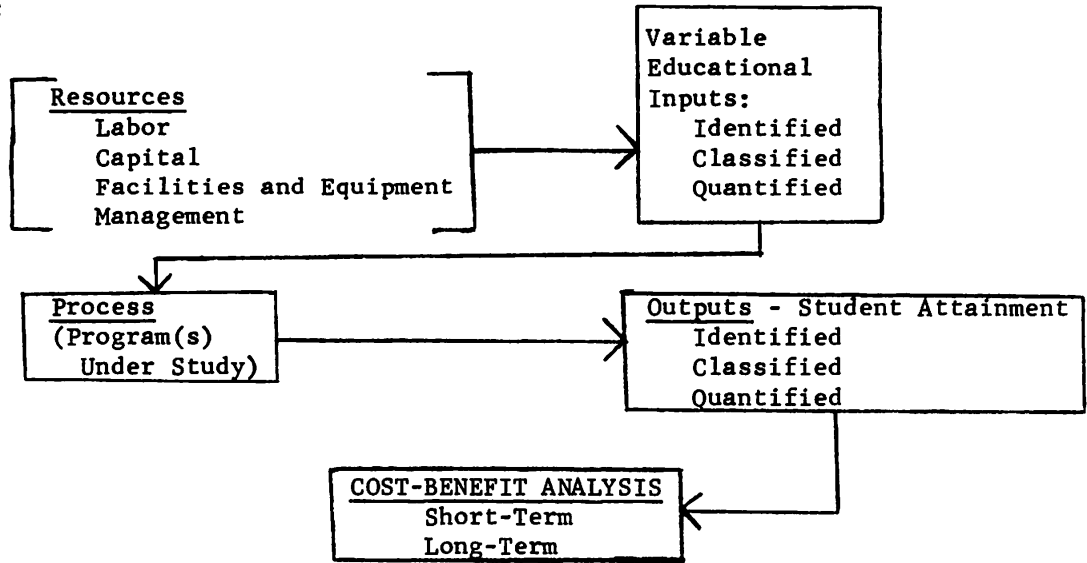 Resources
Labor
Capital
Facilities and Equipment
Management
Variable
Educational
Inputs:
Identified
Classified
Quantified
Process
(Program(s)
Under Study)
Outputs - Student Attainment
Identified
Classified
Quantified
COST-BENEFIT ANALYSIS
Short-Term
Long-Term